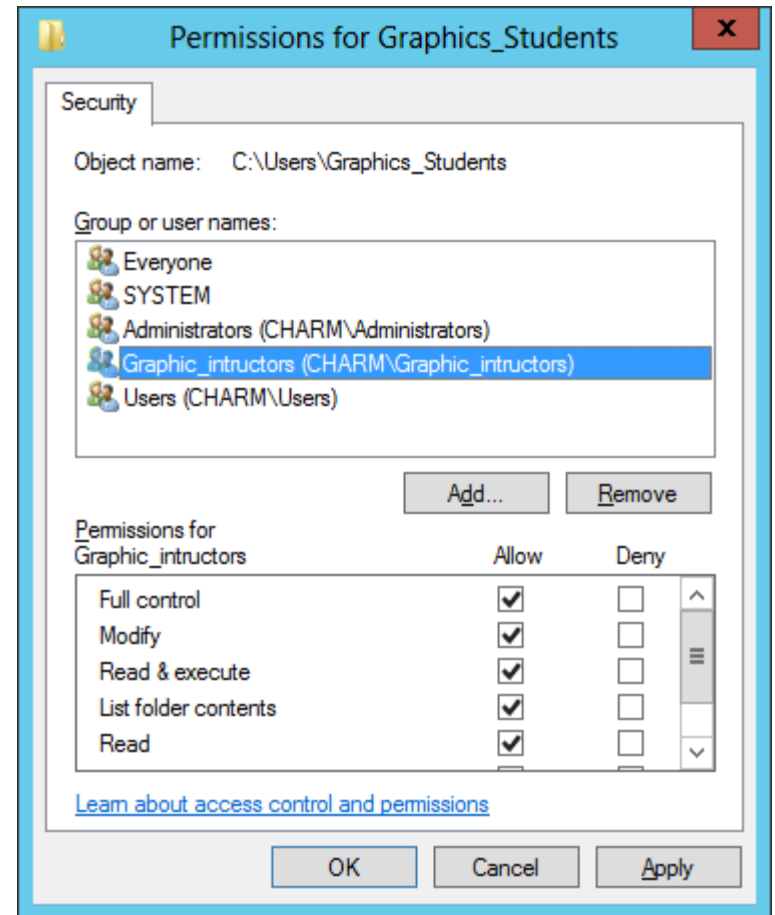 Permissions for Graphics_Students
x
Security
Object name: C:\Users\Graphics_Students
Group or user names:
Everyone
SYSTEM
Administrators (CHARM\Administrators)
Graphic_intructors (CHARM\Graphic_intructors)
Users (CHARM\Users)
Add... Remove
Permissions for
Graphic_intructors Allow Deny
Full control
Modify
Read & execute
List folder contents
Read
Learn about access control and permissions
OK Cancel Apply